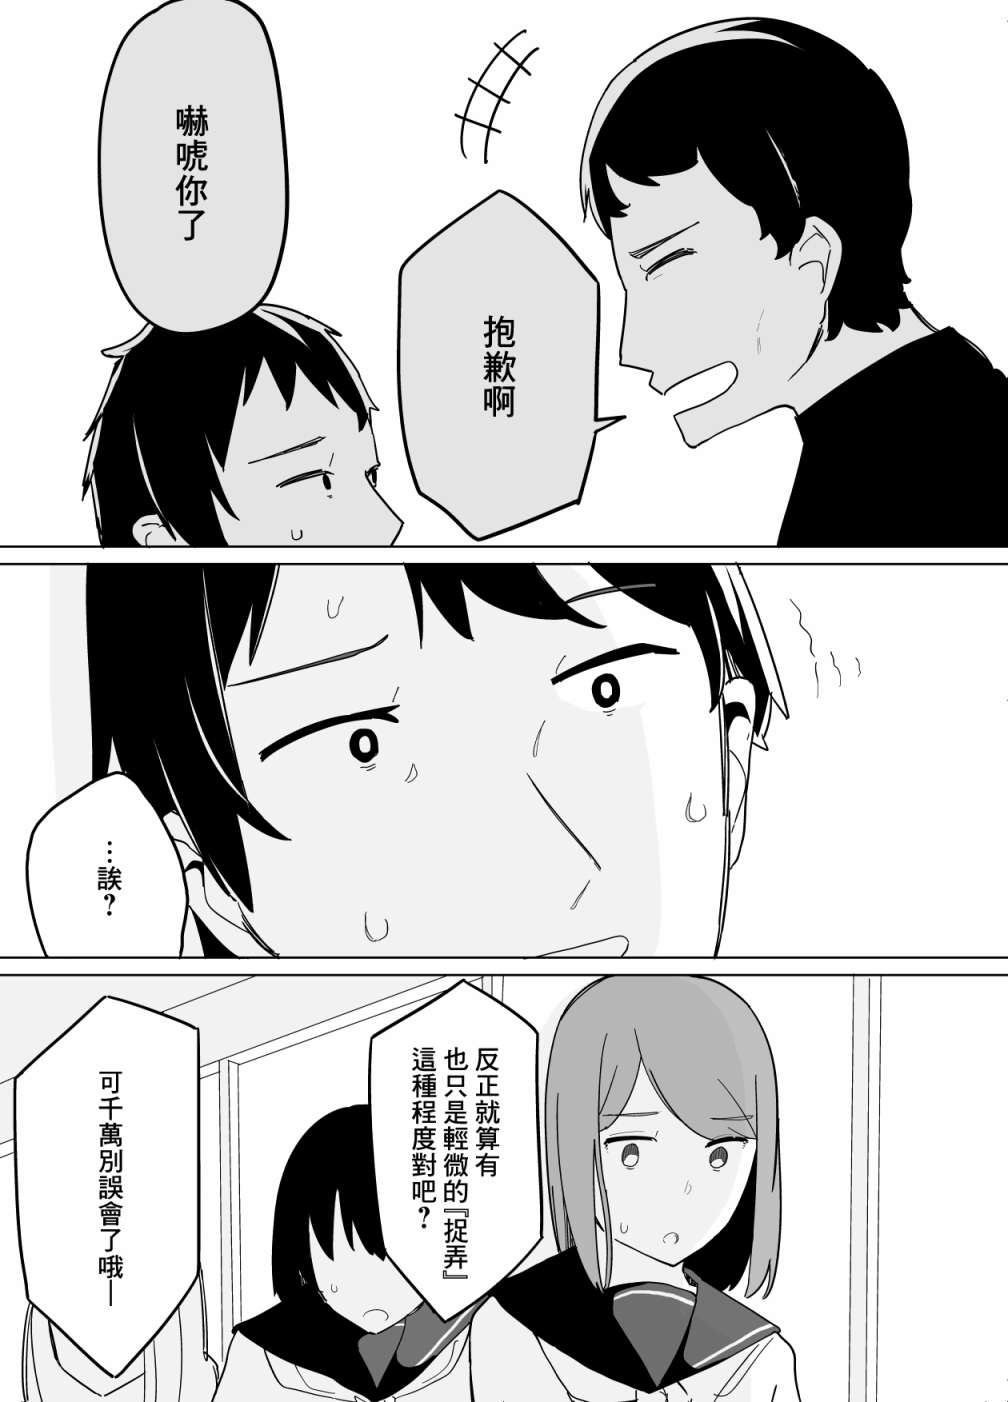 抱歉啊
嚇唬你了
…誒?
反正就算有
也只是輕微的『捉弄』
這種程度對吧?
可千萬別誤會了哦—